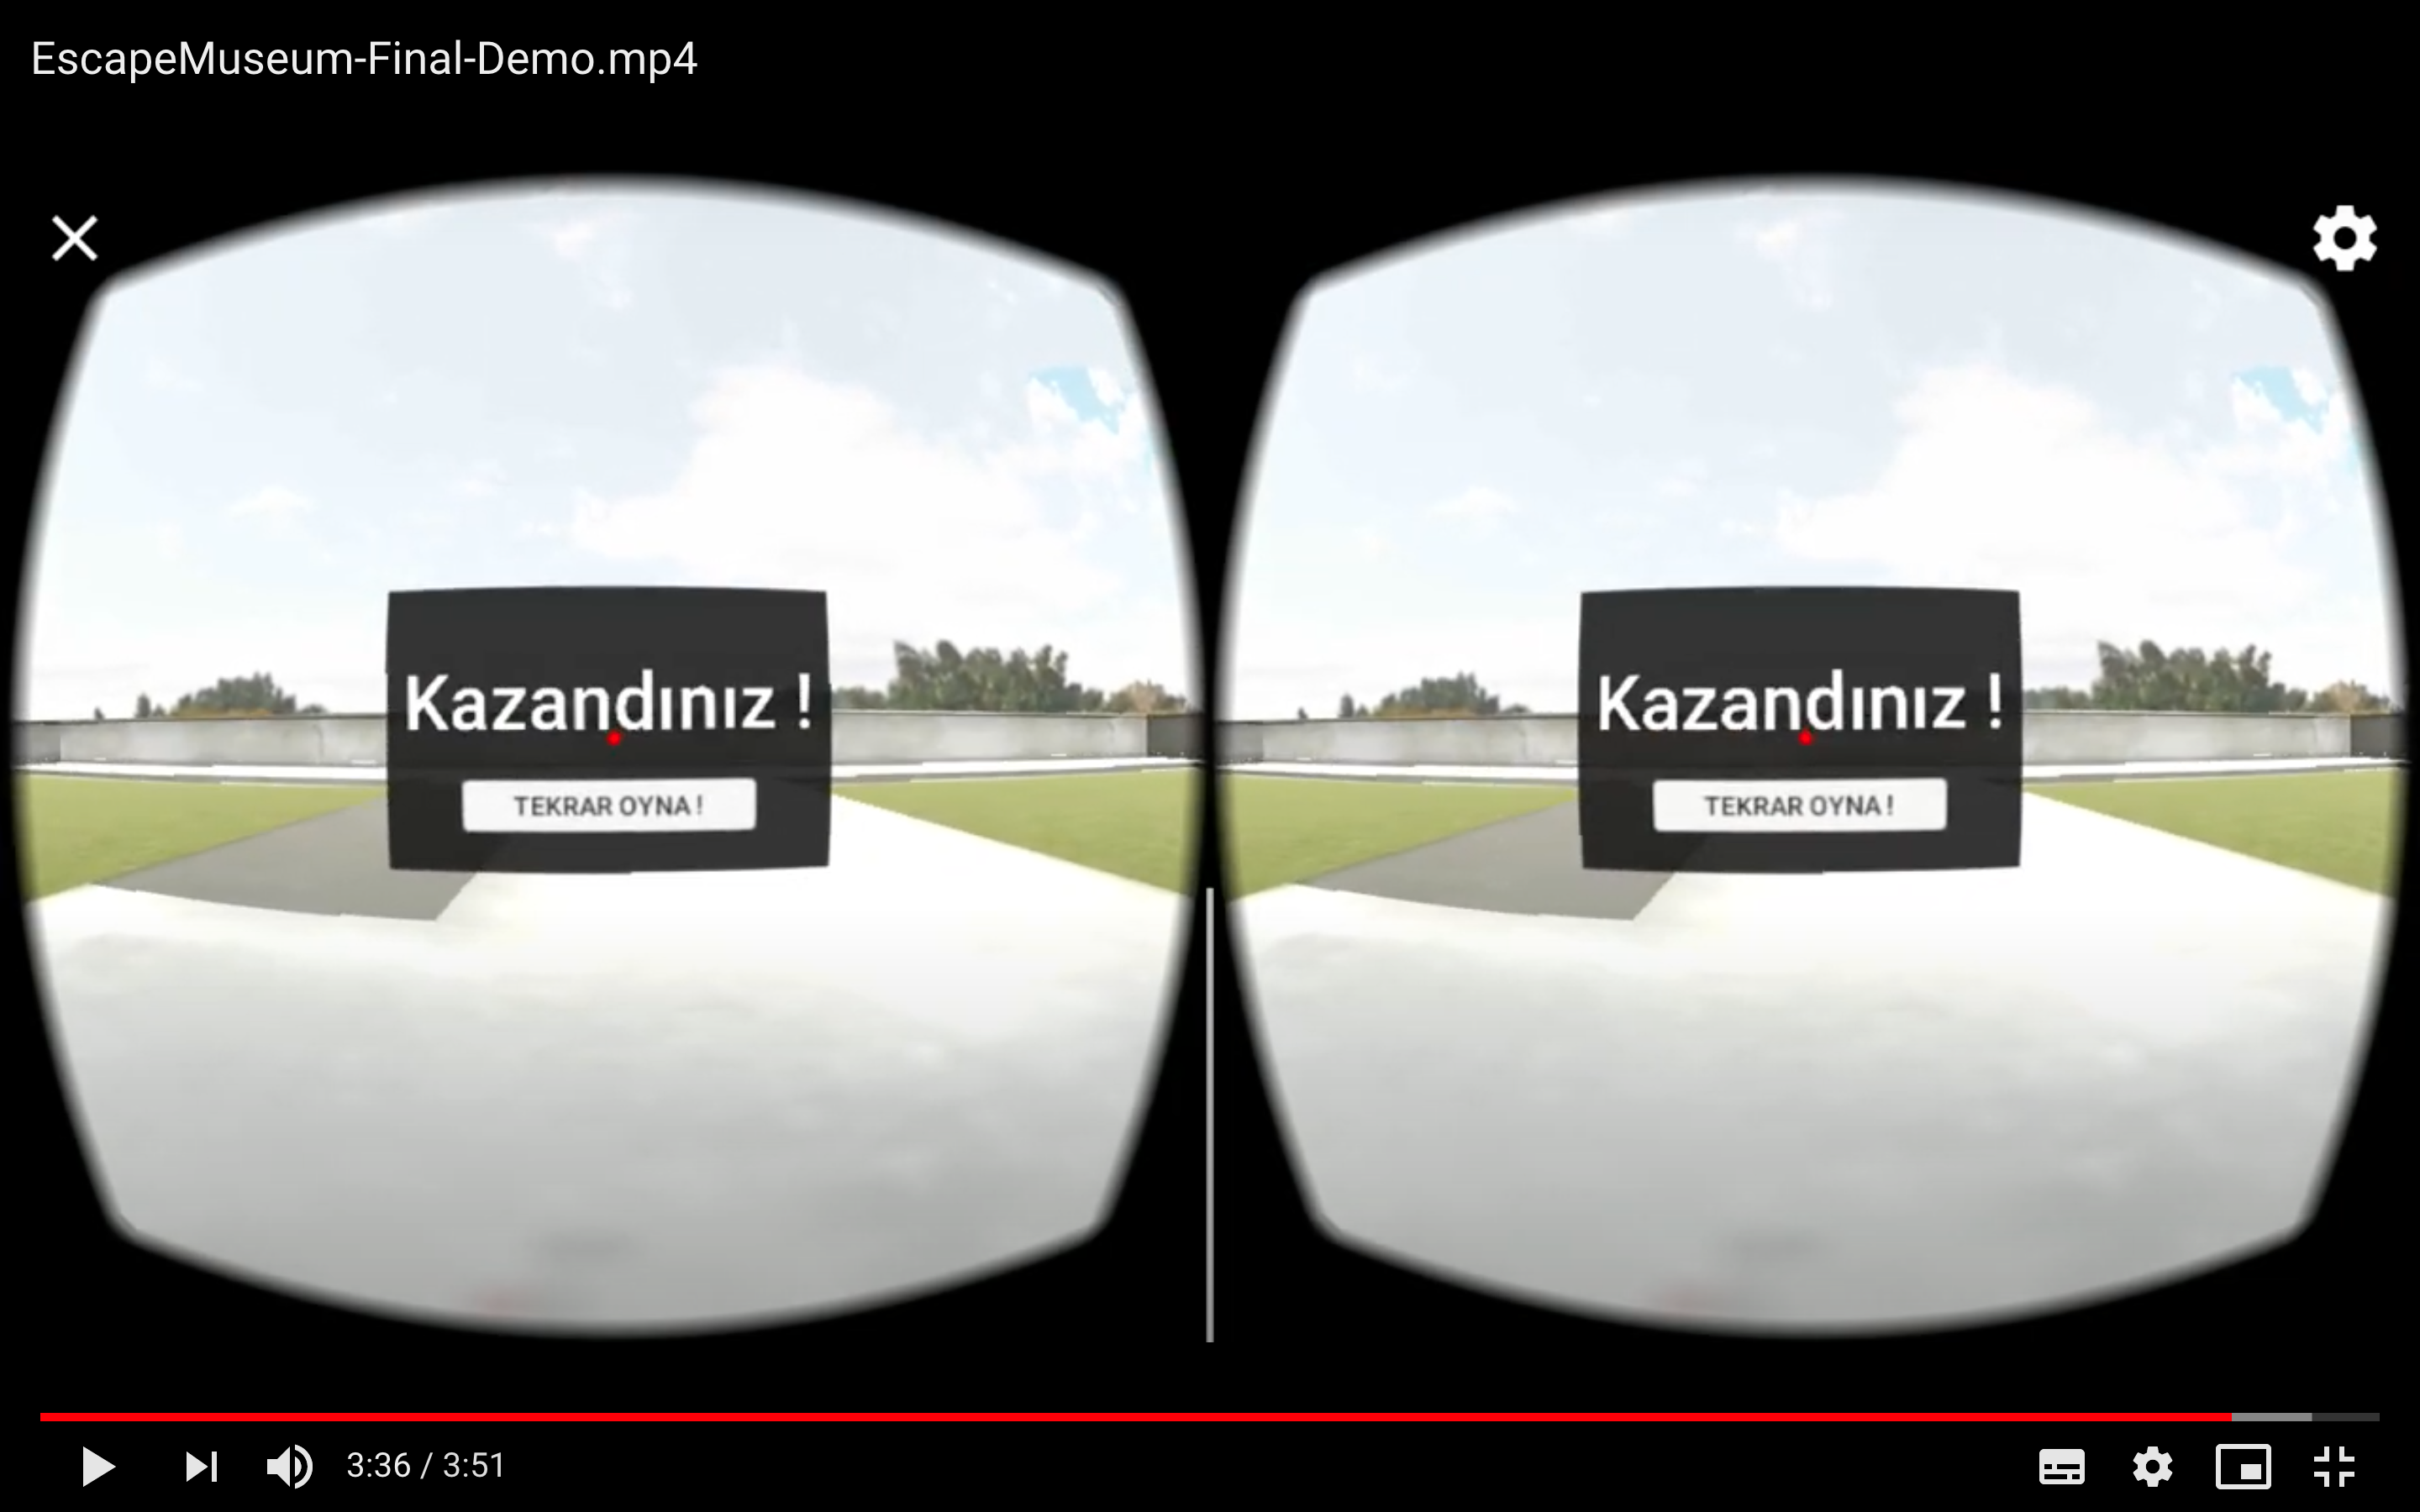 EscapeMuseum-Final-Demo.mp4
Kazandınız !
TEKRAR OYNA !
Kazandınız !
TEKRAR OYNA !
3:36 / 3:51